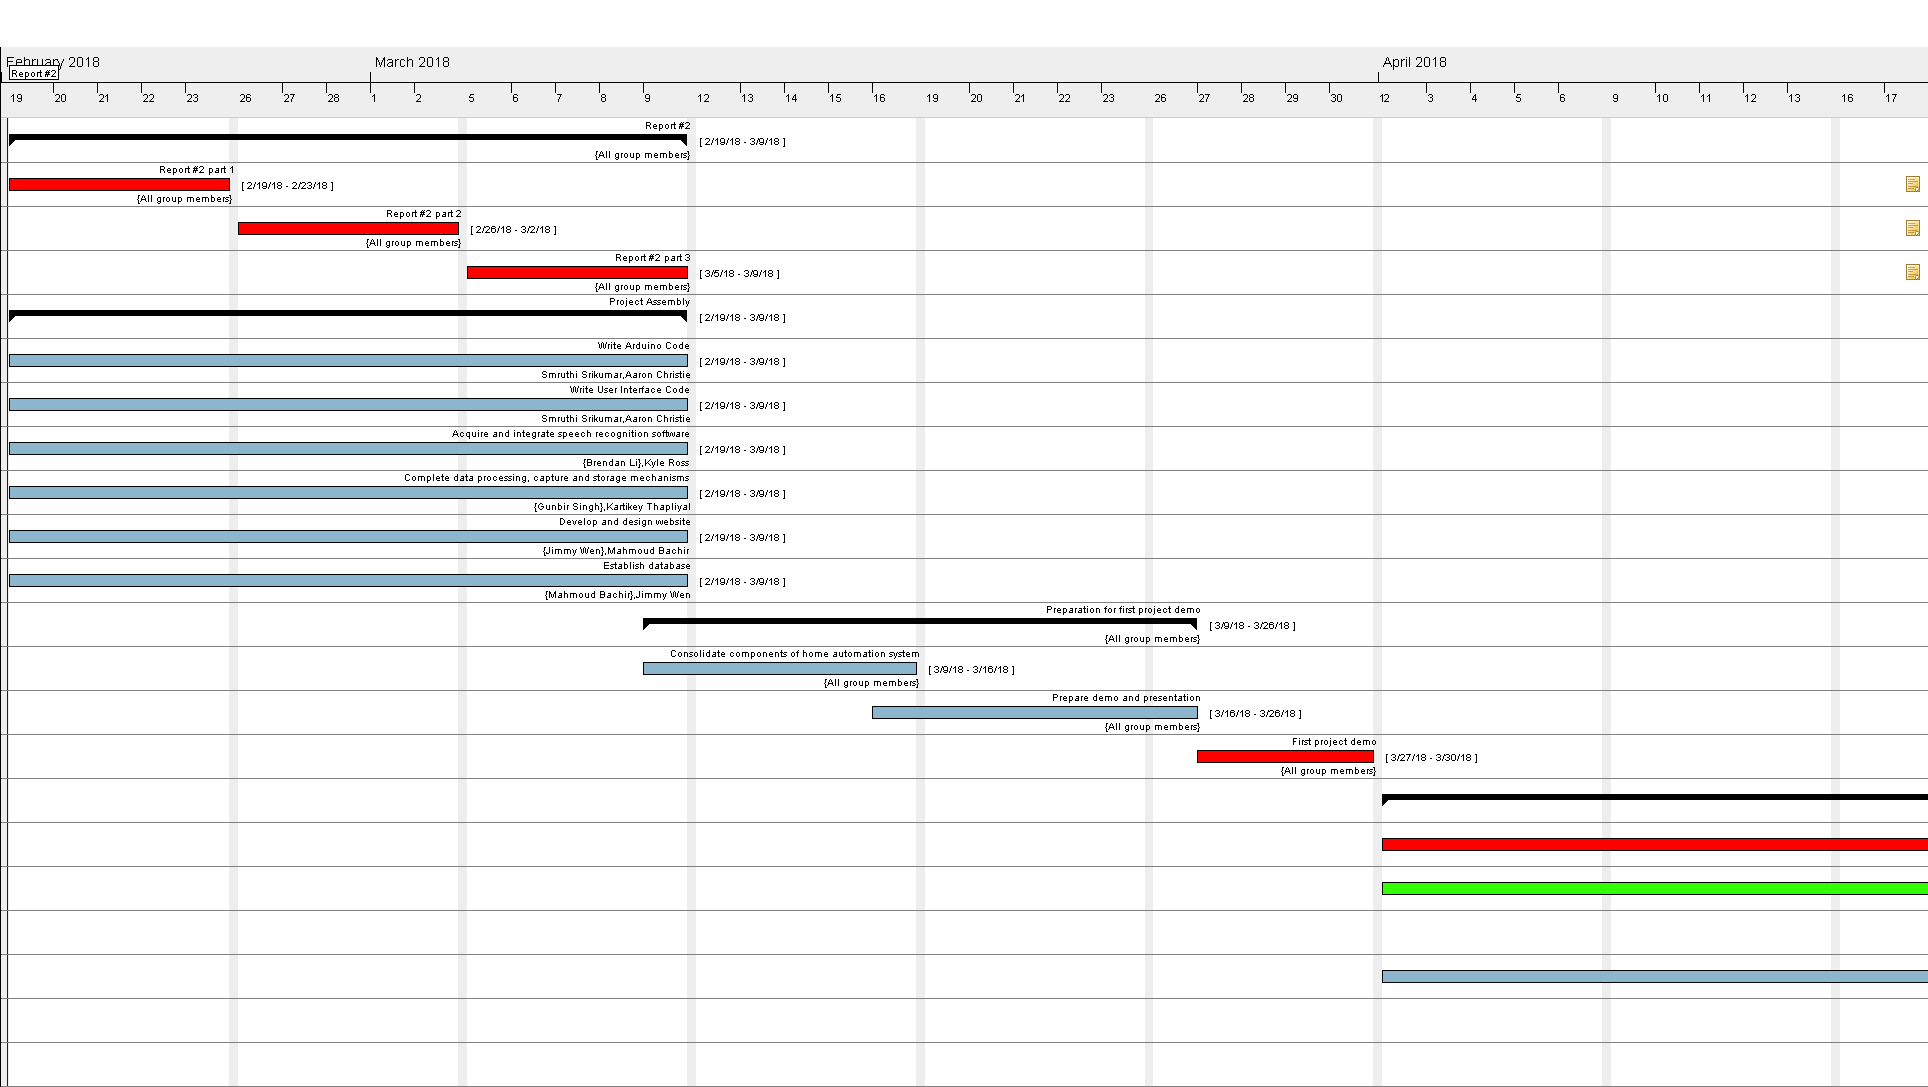 February 2018 March 2018 April 2018
Report #2
19 20 21 22 23 26 27 28 1 2 5 6 7 8 9 12 13 14 15 16 19 20 21 22 23 26 27 28 29 30 12 3 4 5 6 9 10 11 12 13 16 17
Report #2
[ 2/19/18 - 3/9/18 ]
{All group members}
Report #2 part 1
[ 2/19/18 - 2/23/18 ]
{All group members}
Report #2 part 2
[ 2/26/18 - 3/2/18 ]
{All group members}
Report #2 part 3
[ 3/5/18 - 3/9/18 ]
{All group members}
Project Assembly
[ 2/19/18 - 3/9/18 ]
Write Arduino Code
[ 2/19/18 - 3/9/18 ]
Smruthi Srikumar,Aaron Christie
Write User Interface Code
[ 2/19/18 - 3/9/18 ]
Smruthi Srikumar,Aaron Christie
Acquire and integrate speech recognition software
[ 2/19/18 - 3/9/18 ]
{Brendan Li},Kyle Ross
Complete data processing, capture and storage mechanisms
[ 2/19/18 - 3/9/18 ]
{Gunbir Singh},Kartikey Thapliyal
Develop and design website
[ 2/19/18 - 3/9/18 ]
{Jimmy Wen},Mahmoud Bachir
Establish database
[ 2/19/18 - 3/9/18 ]
{Mahmoud Bachir},Jimmy Wen
Preparation for first project demo
[ 3/9/18 - 3/26/18 ]
{All group members}
Consolidate components of home automation system
[ 3/9/18 - 3/16/18 ]
{All group members}
Prepare demo and presentation
[ 3/16/18 - 3/26/18 ]
{All group members}
First project demo
[ 3/27/18 - 3/30/18 ]
{All group members}